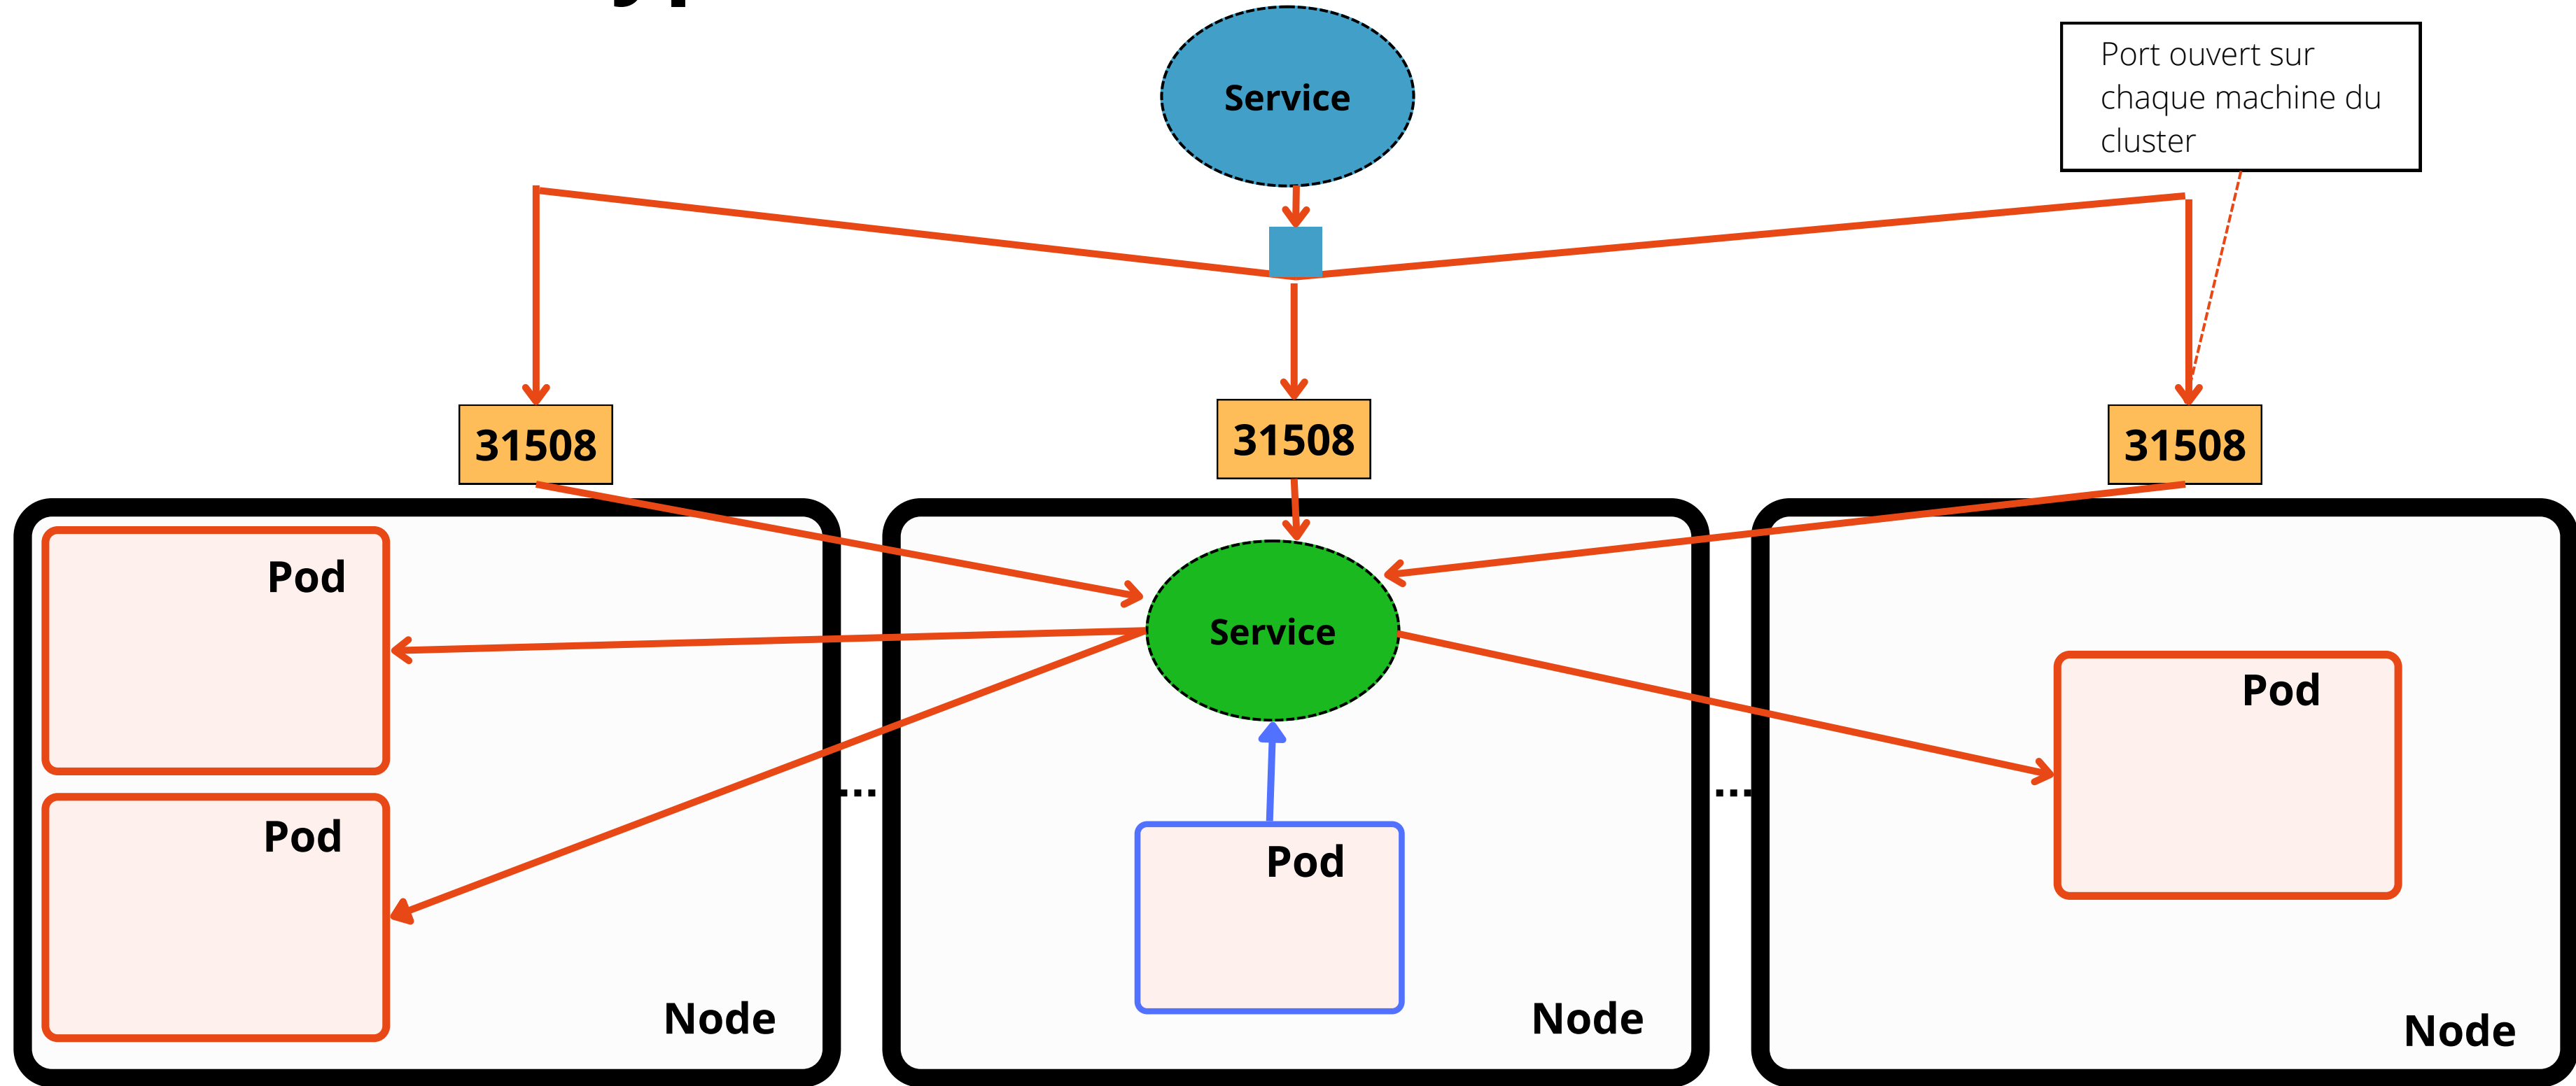 Service
Port ouvert sur
chaque machine du
cluster
31508
31508
31508
Pod
Service
Pod
Pod
Pod
...
...
Node
Node
Node